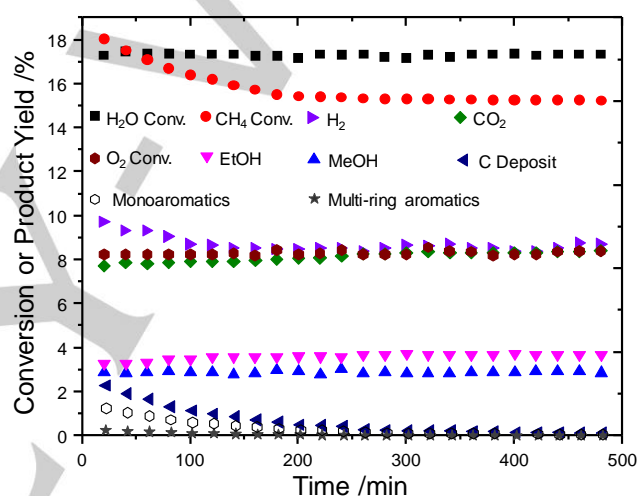 Conversion or Product Yield /%
18
16
14
12
10
8
6
4
2
0
H₂O Conv. CH₄ Conv. H₂ CO₂
O₂ Conv. EtOH MeOH C Deposit
Monoaromatics Multi-ring aromatics
0 100 200 300 400 500
Time /min